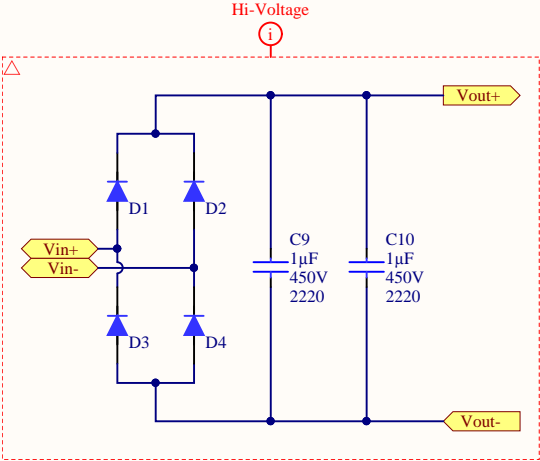 Hi-Voltage
i
Vout+
D1
D2
Vin+
Vin-
C9
1µF
450V
2220
C10
1µF
450V
2220
D3
D4
Vout-